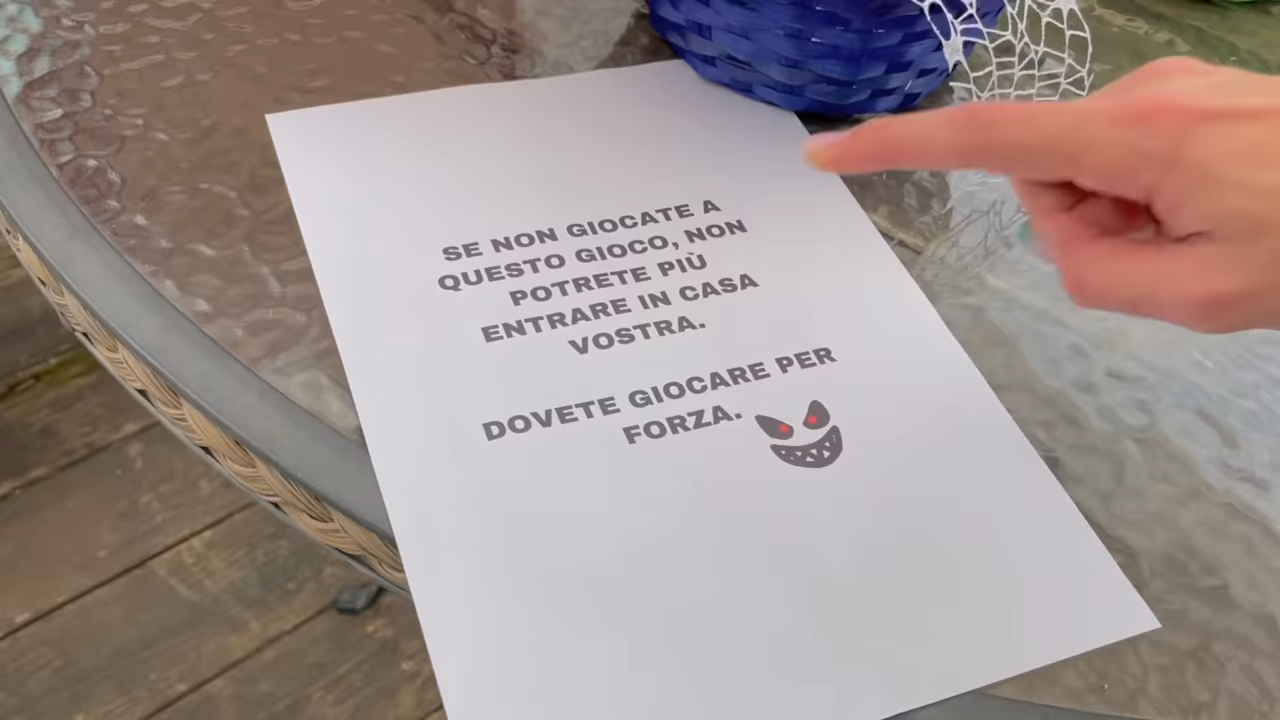 SE NON GIOCATE A
QUESTO GIOCO, NON
POTRETE PIÙ
ENTRARE IN CASA
VOSTRA.
DOVETE GIOCARE PER
FORZA.